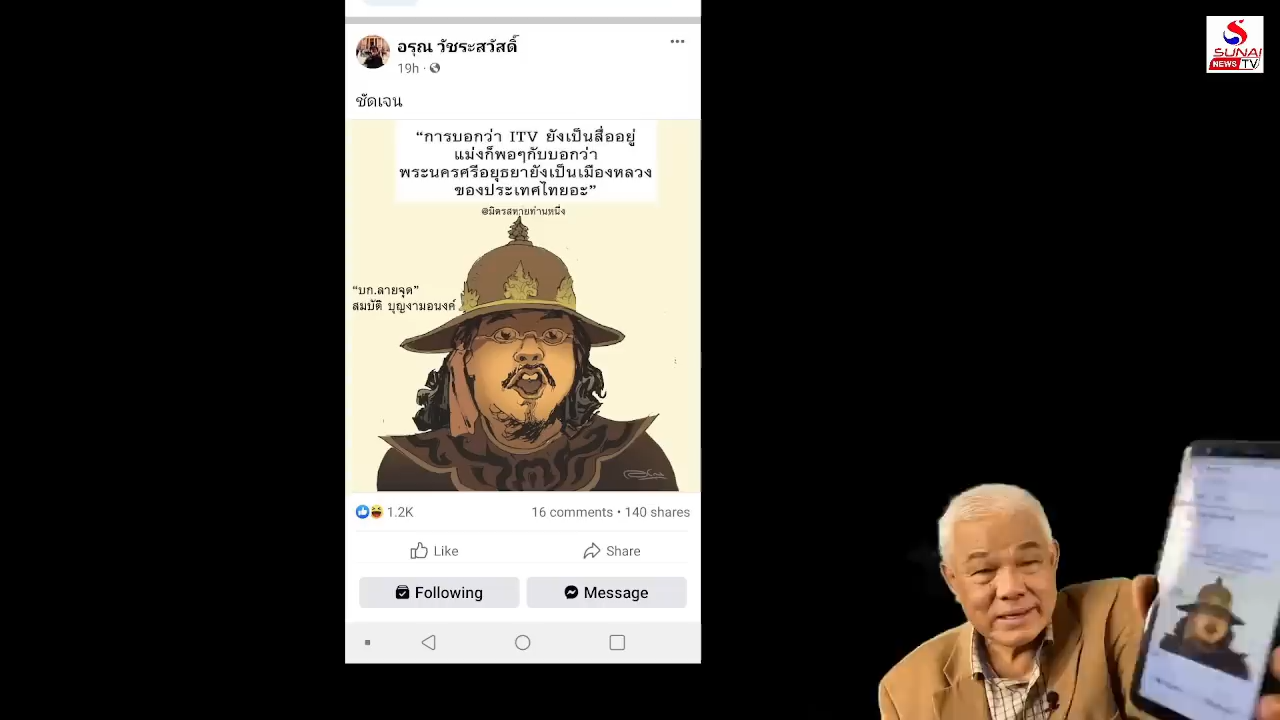 อรุณ วัชระสวัสดิ์
19h
ชัดเจน
“การบอกว่า ITV ยังเป็นสื่ออยู่
แม่งก็พอๆกับบอกว่า
พระนครศรีอยุธยายังเป็นเมืองหลวง
ของประเทศไทยอะ”
@มิตรสหายท่านหนึ่ง
“บก.ลายจุด”
สมบัติ บุญงามอนงค์
1.2K
16 comments • 140 shares
Like
Share
Following
Message
SUNAI
NEWS TV